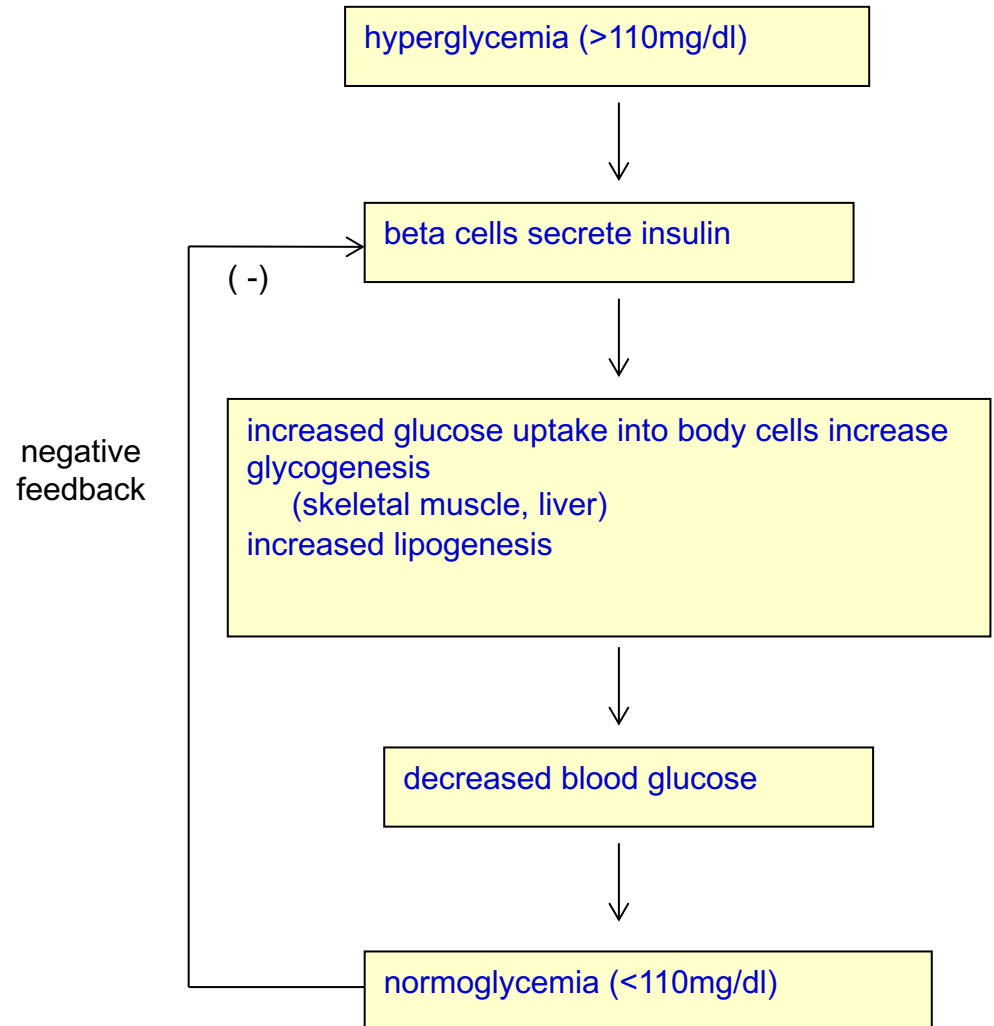 hyperglycemia (>110mg/dl)
beta cells secrete insulin
( -)
increased glucose uptake into body cells increase
glycogenesis
(skeletal muscle, liver)
increased lipogenesis
negative
feedback
decreased blood glucose
normoglycemia (<110mg/dl)